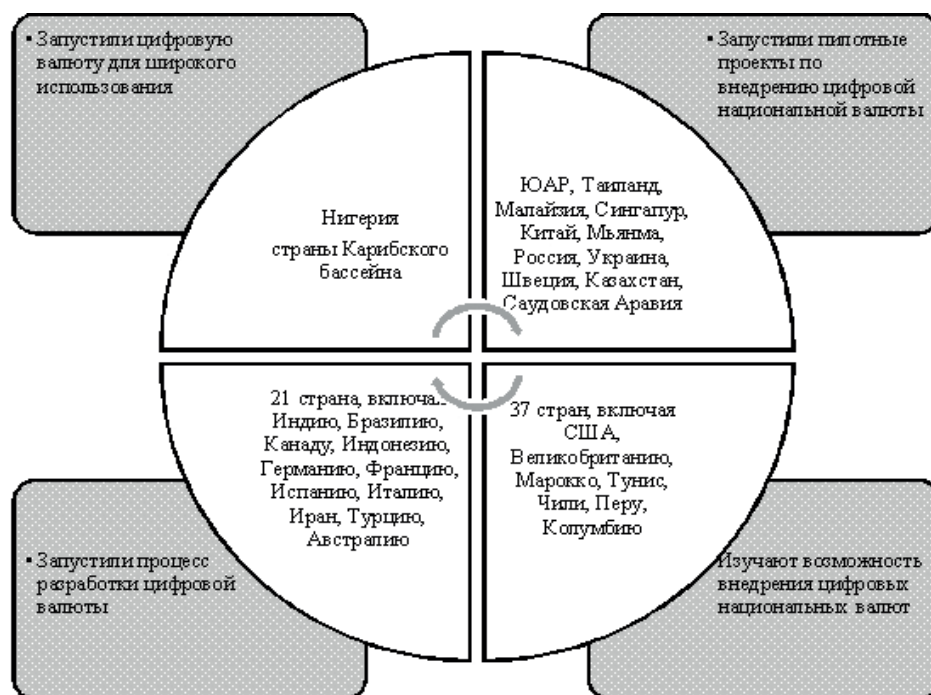 ▪ Запустили цифровую
валюту для широкого
использования
▪ Запустили пилотные
проекты по
внедрению цифровой
национальной валюты
Нигерия
страны Карибского
бассейна
ЮАР, Таиланд,
Малайзия, Сингапур,
Китай, Мьянма,
Россия, Украина,
Швеция, Казахстан,
Саудовская Аравия
21 страна, включая
Индию, Бразилию,
Канаду, Индонезию,
Германию, Францию,
Испанию, Италию,
Иран, Турцию,
Австралию
37 стран, включая
США,
Великобританию,
Марокко, Тунис,
Чили, Перу,
Колумбию
▪ Запустили процесс
разработки цифровой
валюты
Изучают возможность
внедрения цифровых
национальных валют